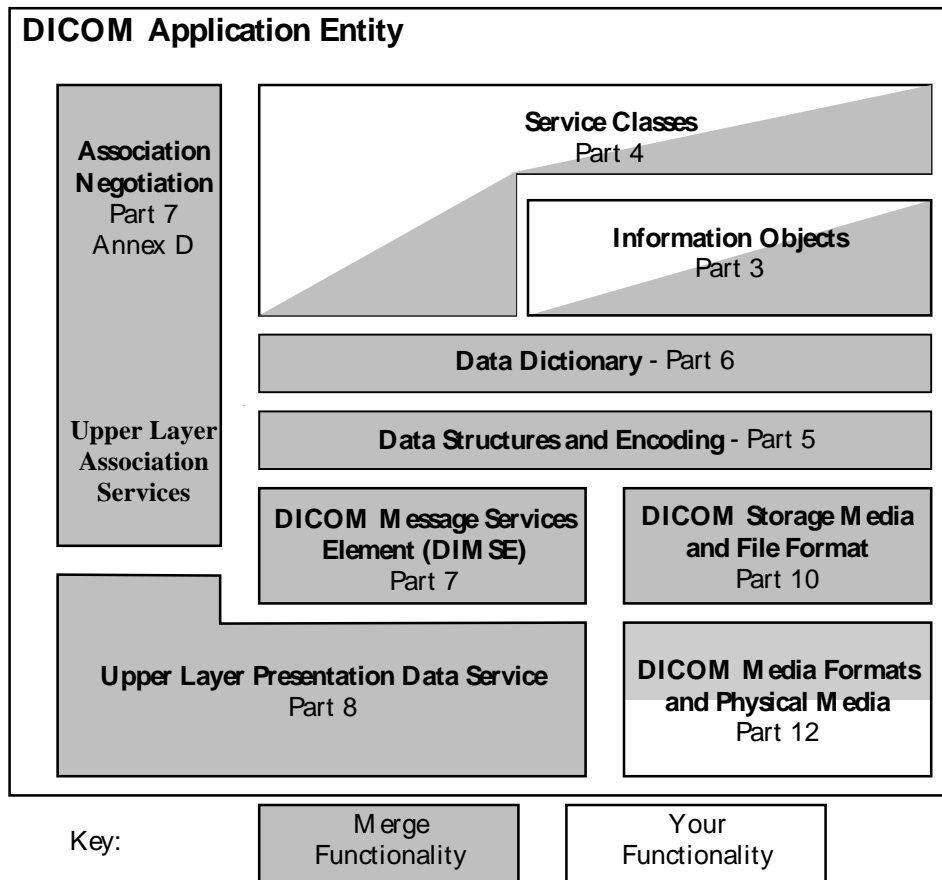 DICOM Application Entity
Association
Negotiation
Part 7
Annex D
Upper Layer
Association
Services
Service Classes
Part 4
Information Objects
Part 3
Data Dictionary - Part 6
Data Structures and Encoding - Part 5
DICOM Message Services
Element (DIMSE)
Part 7
DICOM Storage Media
and File Format
Part 10
Upper Layer Presentation Data Service
Part 8
DICOM Media Formats
and Physical Media
Part 12
Key:
Merge
Functionality
Your
Functionality